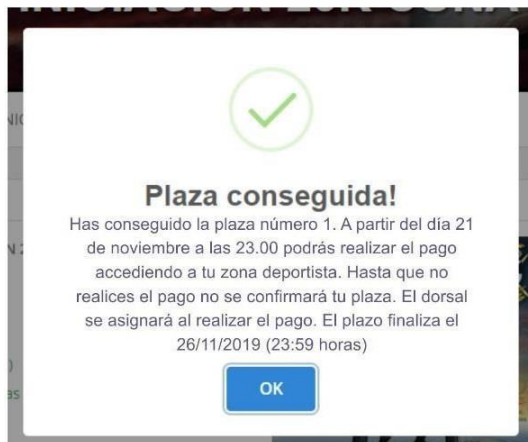 Plaza conseguida!
Has conseguido la plaza número 1. A partir del día 21
de noviembre a las 23.00 podrás realizar el pago
accediendo a tu zona deportista. Hasta que no
realices el pago no se confirmará tu plaza. El dorsal
se asignará al realizar el pago. El plazo finaliza el
26/11/2019 (23:59 horas)
OK